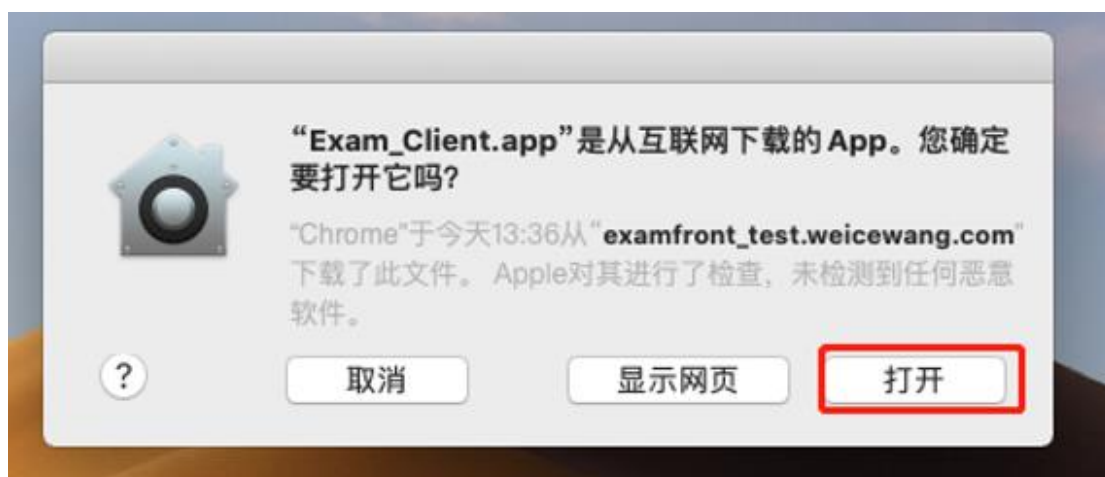 “Exam_Client.app”是从互联网下载的 App。您确定
要打开它吗?
“Chrome”于今天13:36从“examfront_test.weicewang.com”
下载了此文件。 Apple对其进行了检查，未检测到任何恶意
软件。
?
取消
显示网页
打开